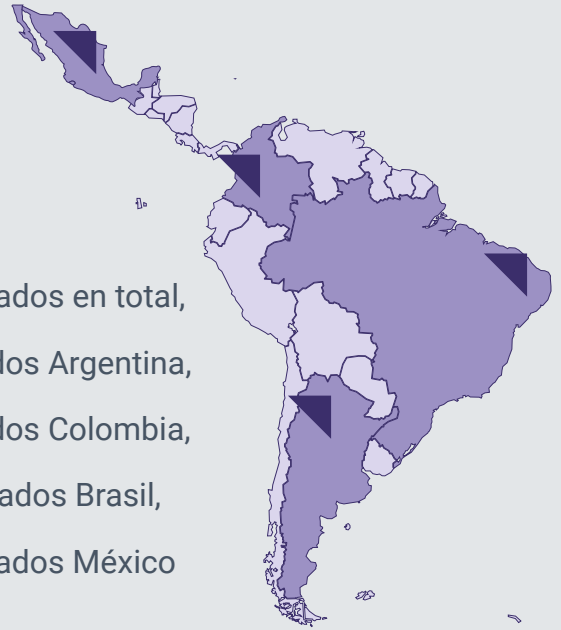 ados en total,
dos Argentina,
dos Colombia,
ados Brasil,
ados México